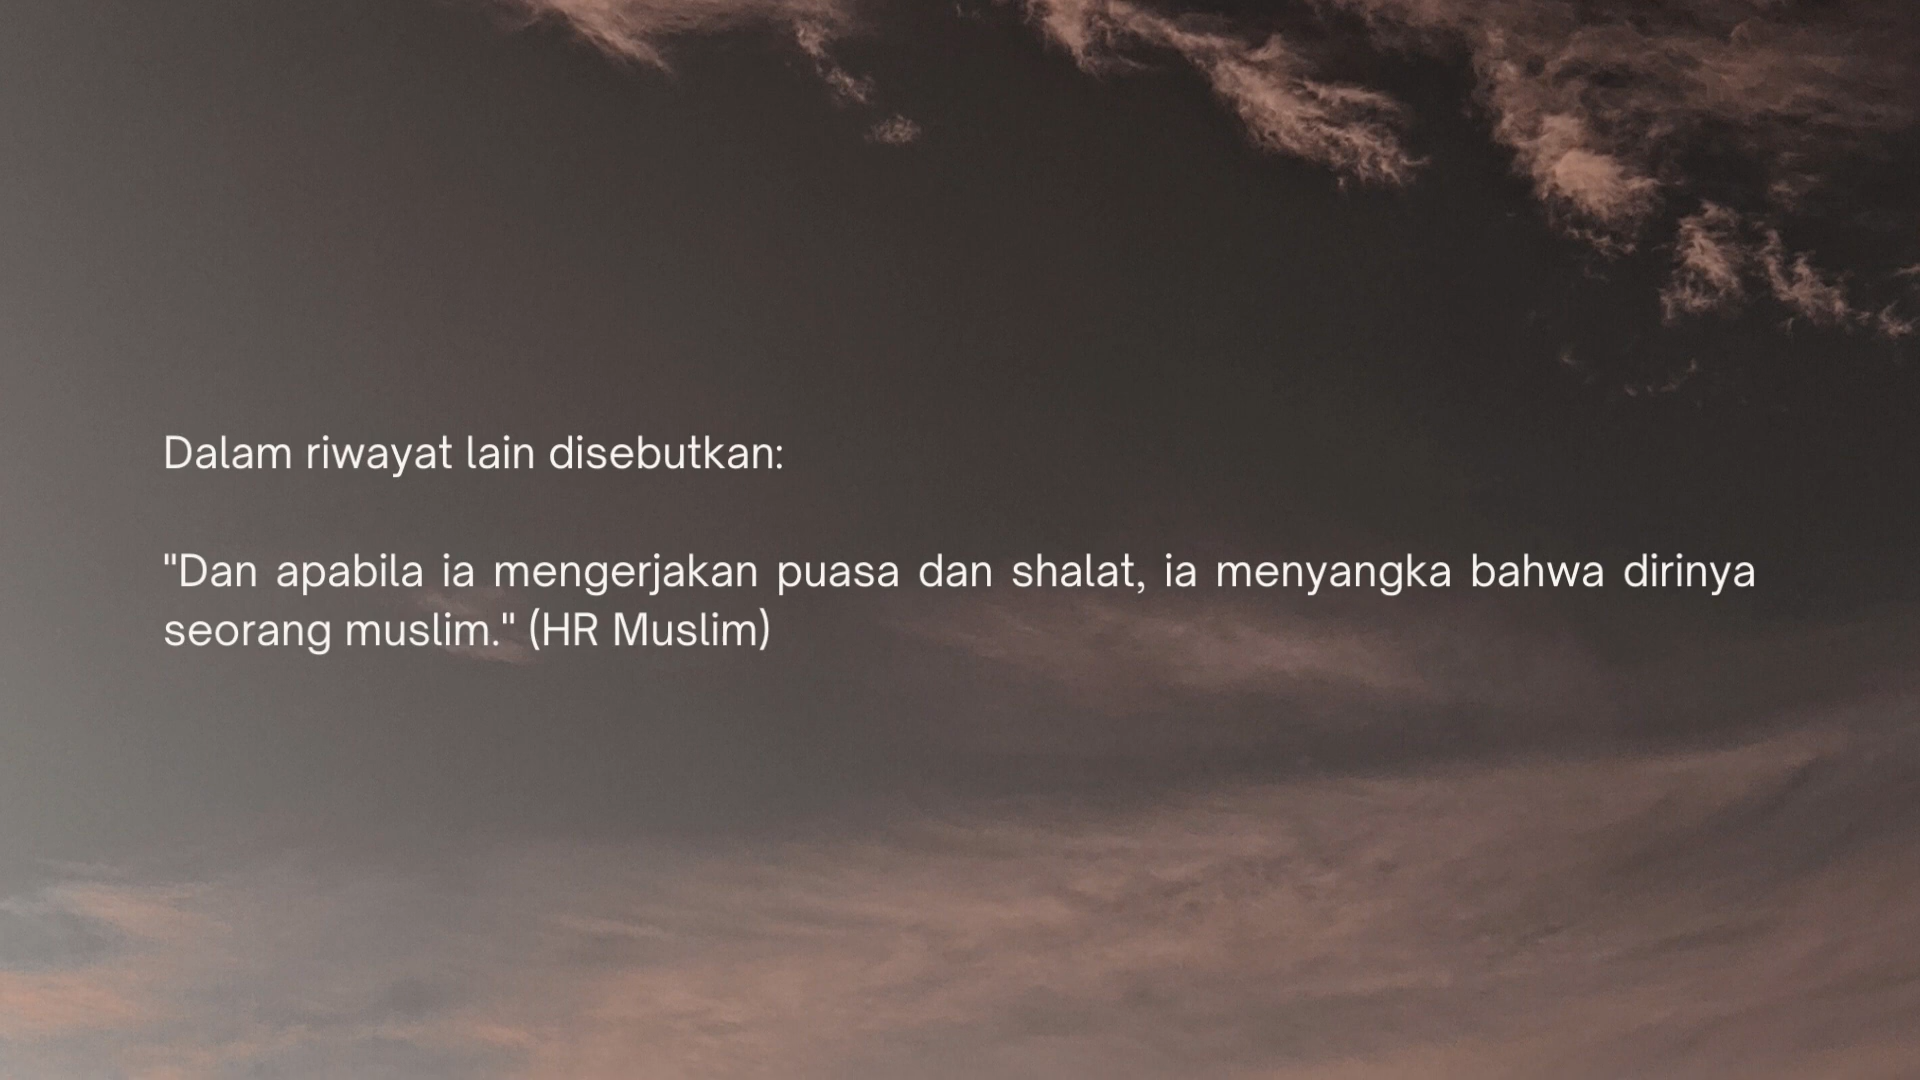 Dalam riwayat lain disebutkan:
"Dan apabila ia mengerjakan puasa dan shalat, ia menyangka bahwa dirinya
seorang muslim." (HR Muslim)